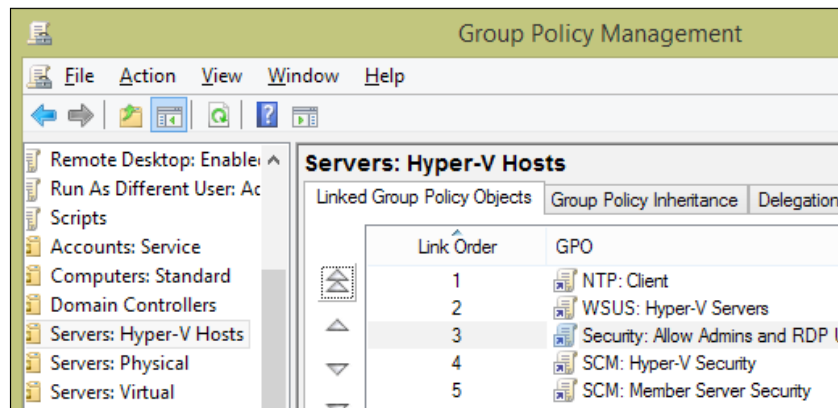 Group Policy Management
File Action View Window Help
Remote Desktop: Enable
Run As Different User: Ac
Scripts
Accounts: Service
Computers: Standard
Domain Controllers
Servers: Hyper-V Hosts
Servers: Physical
Servers: Virtual
Servers: Hyper-V Hosts
Linked Group Policy Objects Group Policy Inheritance Delegation
Link Order GPO
1 NTP: Client
2 WSUS: Hyper-V Servers
3 Security: Allow Admins and RDP U
4 SCM: Hyper-V Security
5 SCM: Member Server Security